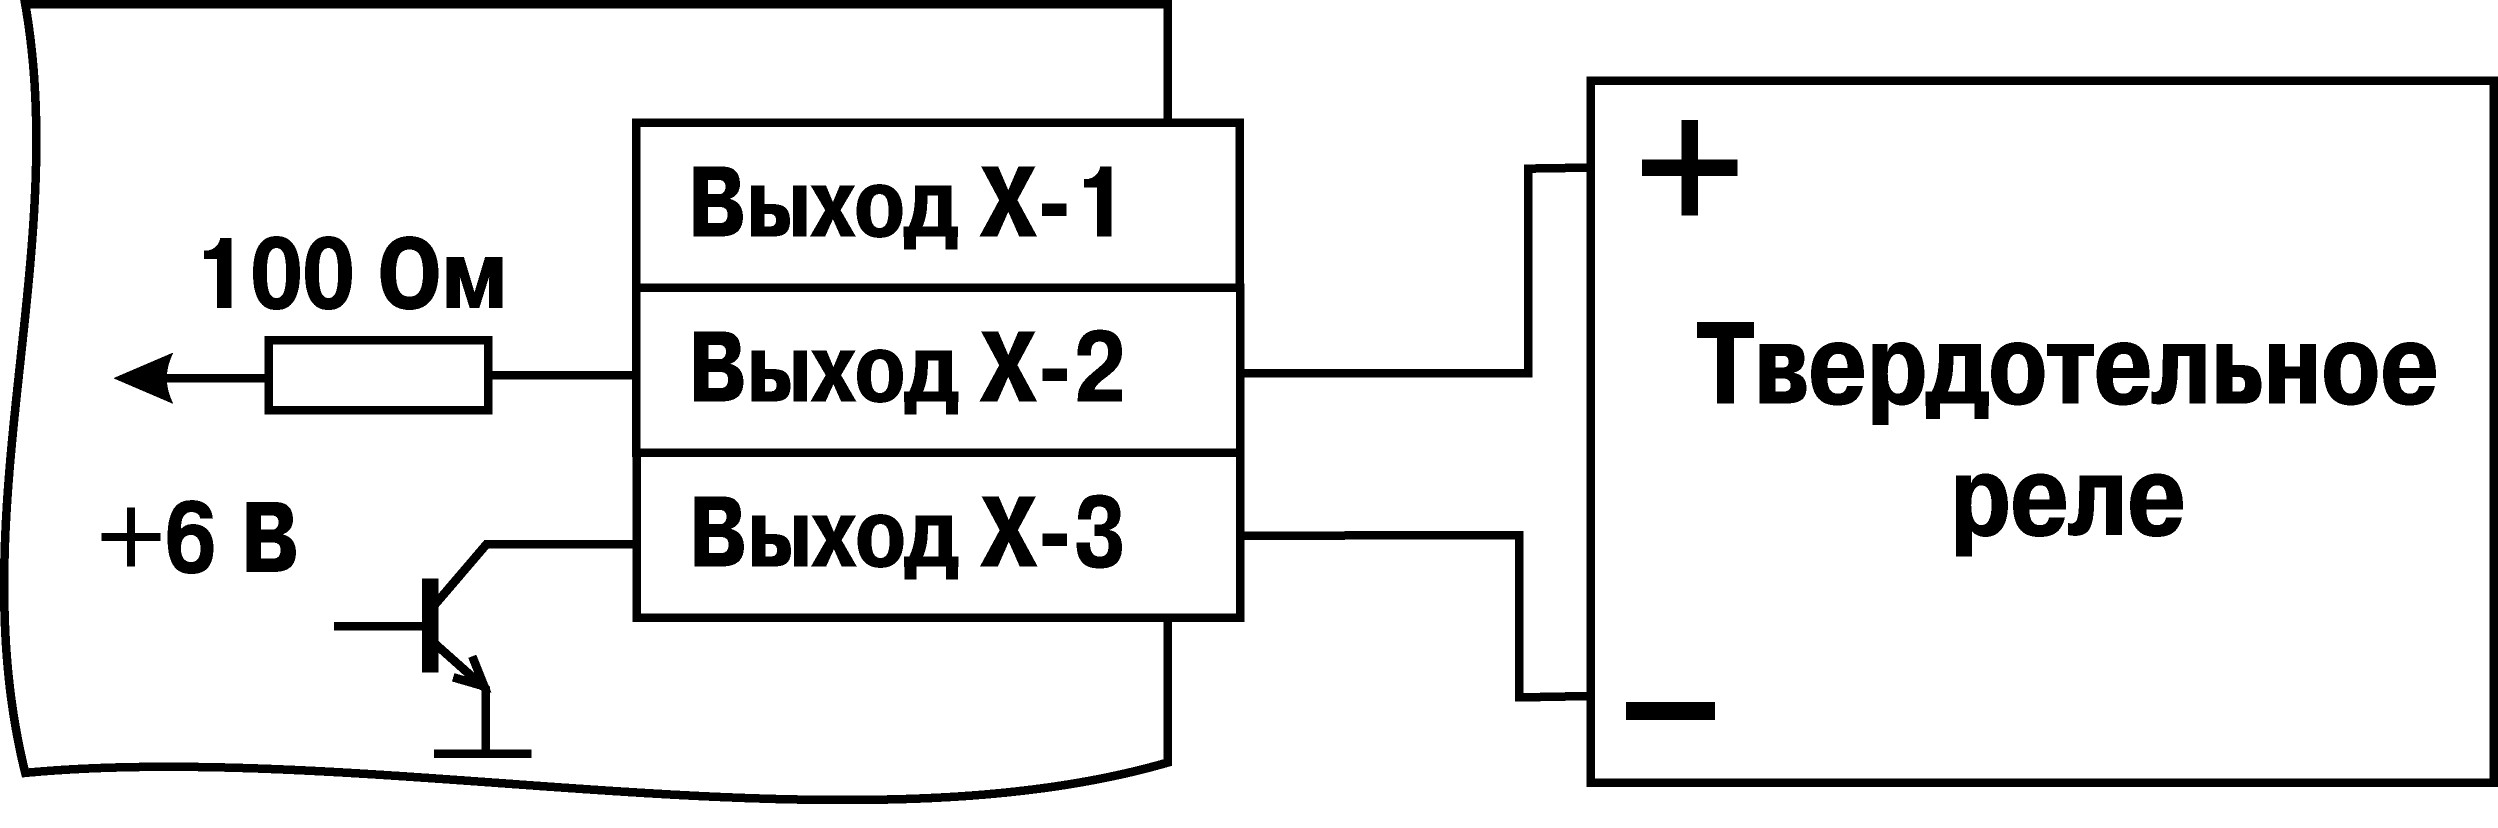 Выход X-1
100 Ом
Выход X-2
+6 В
Выход X-3
+
Твердотельное
реле
—